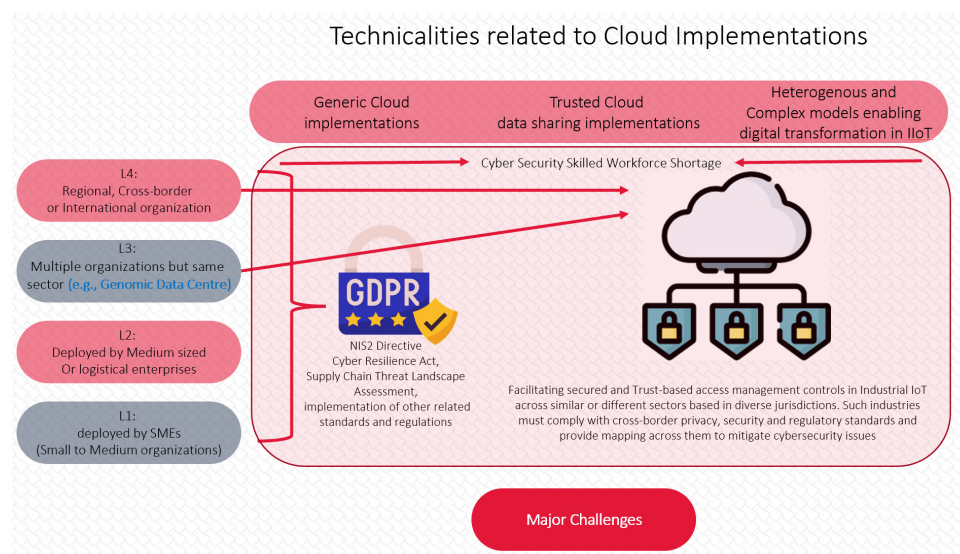 Technicalities related to Cloud Implementations
Generic Cloud
implementations
Trusted Cloud
data sharing implementations
Heterogenous and
Complex models enabling
digital transformation in IIoT
Cyber Security Skilled Workforce Shortage
L4:
Regional, Cross-border
or International organization
L3:
Multiple organizations but same
sector (e.g., Genomic Data Centre)
L2:
Deployed by Medium sized
Or logistical enterprises
L1:
deployed by SMEs
(Small to Medium organizations)
GDPR
NIS2 Directive
Cyber Resilience Act,
Supply Chain Threat Landscape
Assessment,
implementation of other related
standards and regulations
Facilitating secured and Trust-based access management controls in Industrial IoT
across similar or different sectors based in diverse jurisdictions. Such industries
must comply with cross-border privacy, security and regulatory standards and
provide mapping across them to mitigate cybersecurity issues
Major Challenges